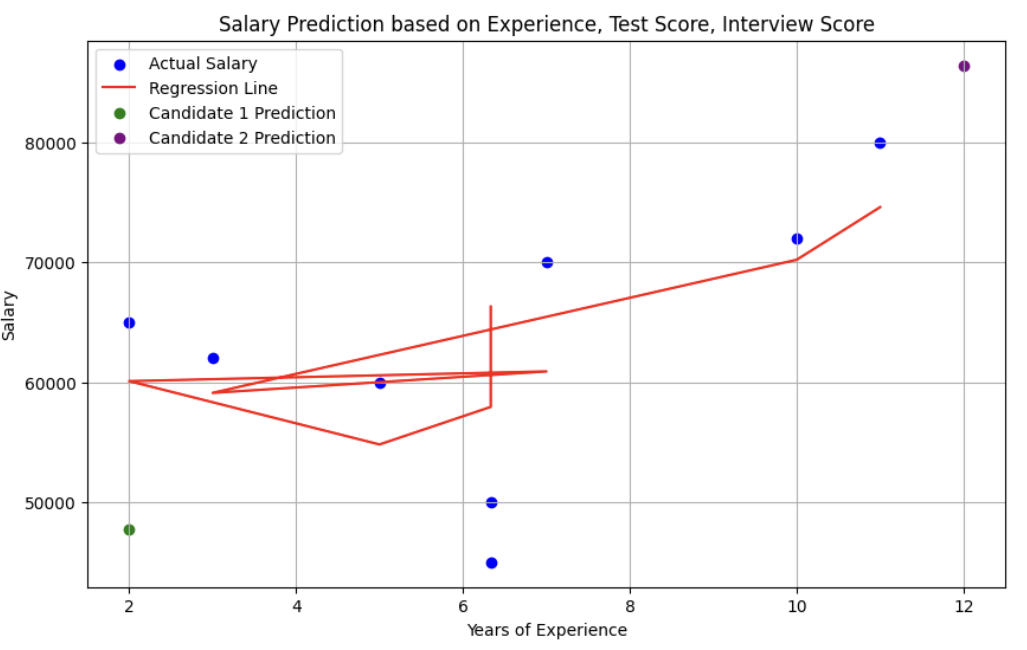 Salary Prediction based on Experience, Test Score, Interview Score
Actual Salary
Regression Line
Candidate 1 Prediction
Candidate 2 Prediction
80000
70000
60000
50000
Salary
2 4 6 8 10 12
Years of Experience